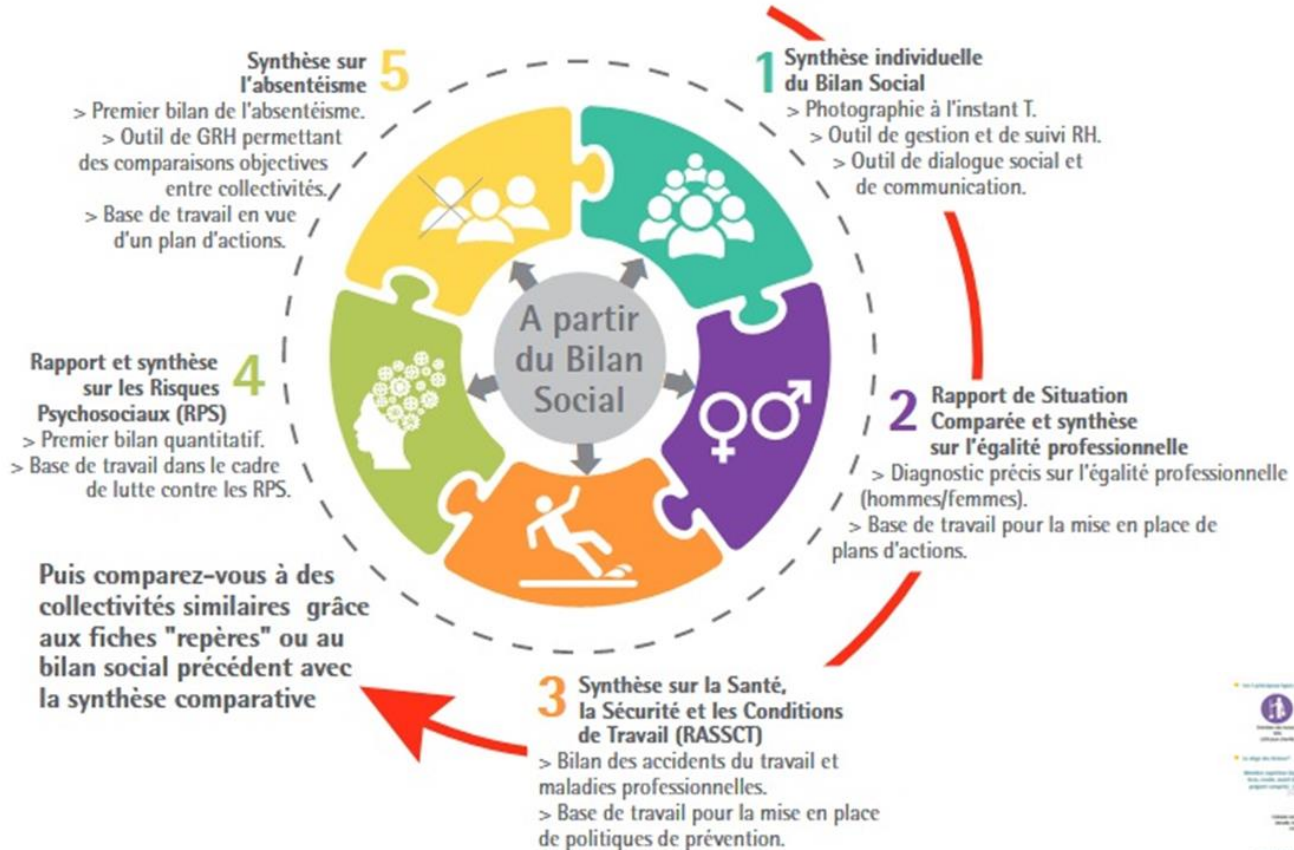 1 Synthèse individuelle
du Bilan Social
> Photographie à l'instant T.
> Outil de gestion et de suivi RH.
> Outil de dialogue social et
de communication.
2 Rapport de Situation
Comparée et synthèse
sur l'égalité professionnelle
> Diagnostic précis sur l'égalité professionnelle
(hommes/femmes).
> Base de travail pour la mise en place de
plans d'actions.
3 Synthèse sur la Santé,
la Sécurité et les Conditions
de Travail (RASSCT)
> Bilan des accidents du travail et
maladies professionnelles.
> Base de travail pour la mise en place
de politiques de prévention.
Rapport et synthèse
sur les Risques 4
Psychosociaux (RPS)
> Premier bilan quantitatif.
> Base de travail dans le cadre
de lutte contre les RPS.
Synthèse sur 5
l'absentéisme
> Premier bilan de l'absentéisme.
> Outil de GRH permettant
des comparaisons objectives
entre collectivités.
> Base de travail en vue
d'un plan d'actions.
A partir
du Bilan
Social
Puis comparez-vous à des
collectivités similaires grâce
aux fiches "repères" ou au
bilan social précédent avec
la synthèse comparative